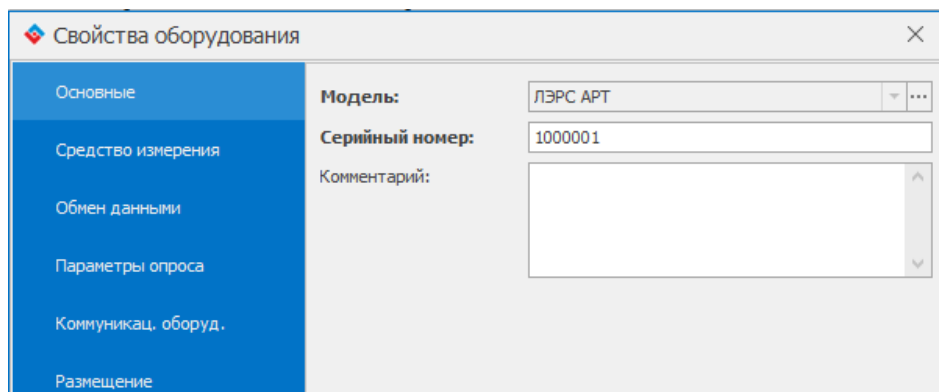 Свойства оборудования
Основные
Средство измерения
Обмен данными
Параметры опроса
Коммуникац. оборуд.
Размещение
Модель: ЛЭРС АРТ
Серийный номер: 1000001
Комментарий: